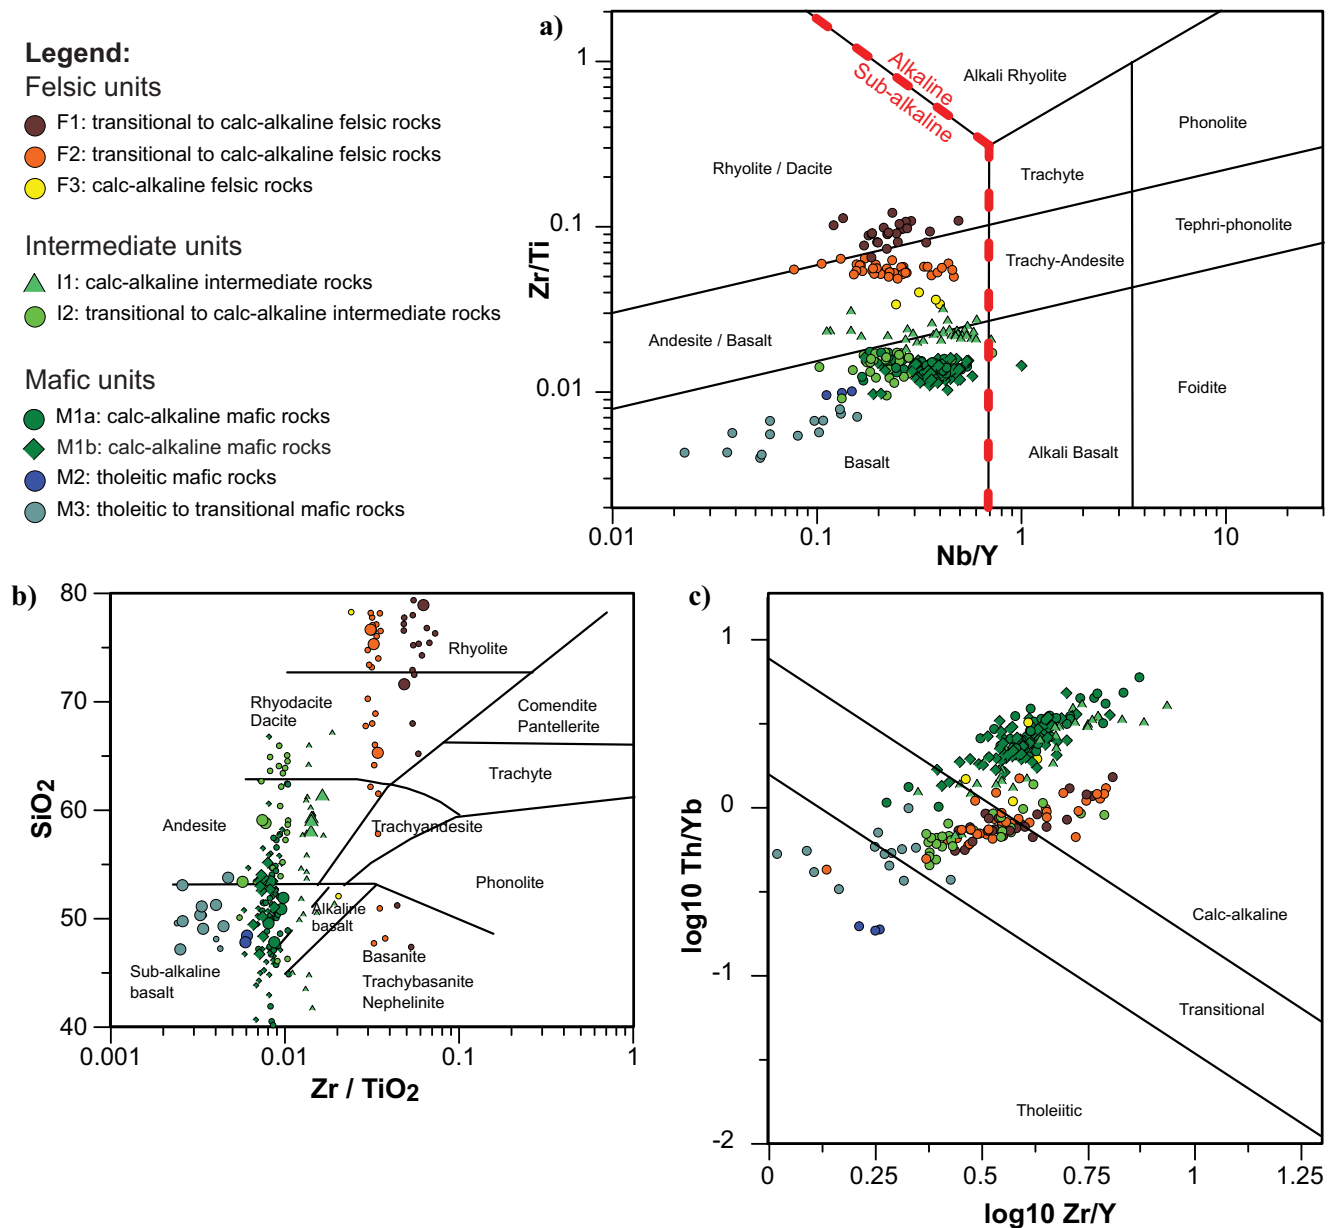 Legend:
Felsic units
F1: transitional to calc-alkaline felsic rocks
F2: transitional to calc-alkaline felsic rocks
F3: calc-alkaline felsic rocks
Intermediate units
I1: calc-alkaline intermediate rocks
I2: transitional to calc-alkaline intermediate rocks
Mafic units
M1a: calc-alkaline mafic rocks
M1b: calc-alkaline mafic rocks
M2: tholeitic mafic rocks
M3: tholeitic to transitional mafic rocks
a)
Zr/Ti
1
0.1
0.01
Alkaline
Sub-alkaline
Alkali Rhyolite
Phonolite
Rhyolite / Dacite
Trachyte
Tephri-phonolite
Trachy-Andesite
Andesite / Basalt
Foidite
Alkali Basalt
Basalt
0.01
0.1
1
10
Nb/Y
b)
SiO2
80
70
60
50
40
Rhyolite
Rhyodacite
Dacite
Comendite
Pantellerite
Trachyte
Andesite
Trachyandesite
Phonolite
Alkaline
basalt
Sub-alkaline
basalt
Basanite
Trachybasanite
Nephelinite
0.001
0.01
0.1
1
Zr / TiO2
c)
log10 Th/Yb
1
0
-1
-2
Calc-alkaline
Transitional
Tholeiitic
0
0.25
0.5
0.75
1
1.25
log10 Zr/Y